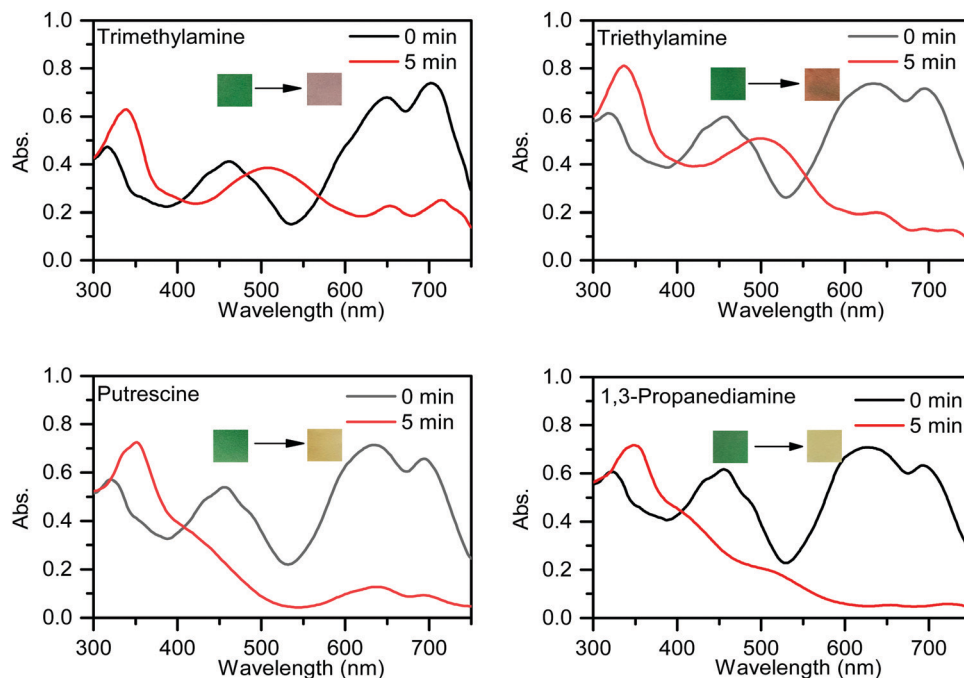 Trimethylamine
0 min
5 min
1.0
0.8
0.6
0.4
0.2
0.0
Abs.
300 400 500 600 700
Wavelength (nm)
Triethylamine
0 min
5 min
1.0
0.8
0.6
0.4
0.2
0.0
Abs.
300 400 500 600 700
Wavelength (nm)
Putrescine
0 min
5 min
1.0
0.8
0.6
0.4
0.2
0.0
Abs.
300 400 500 600 700
Wavelength (nm)
1,3-Propanediamine
0 min
5 min
1.0
0.8
0.6
0.4
0.2
0.0
Abs.
300 400 500 600 700
Wavelength (nm)